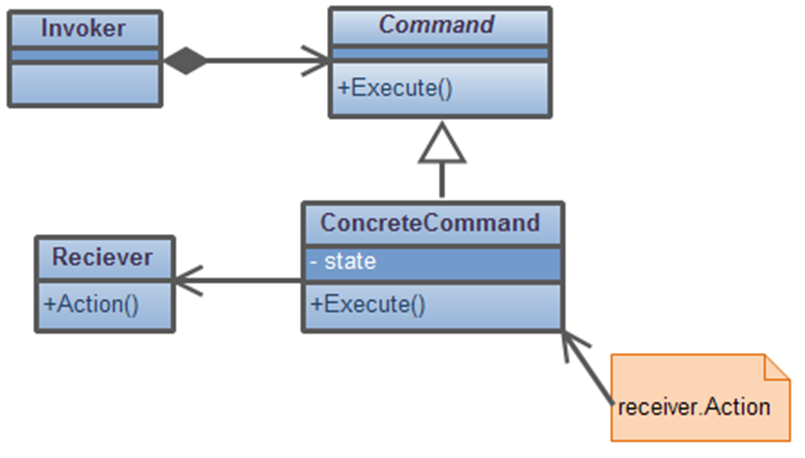 Invoker
Command
+Execute()
ConcreteCommand
- state
+Execute()
Reciever
+Action()
receiver.Action